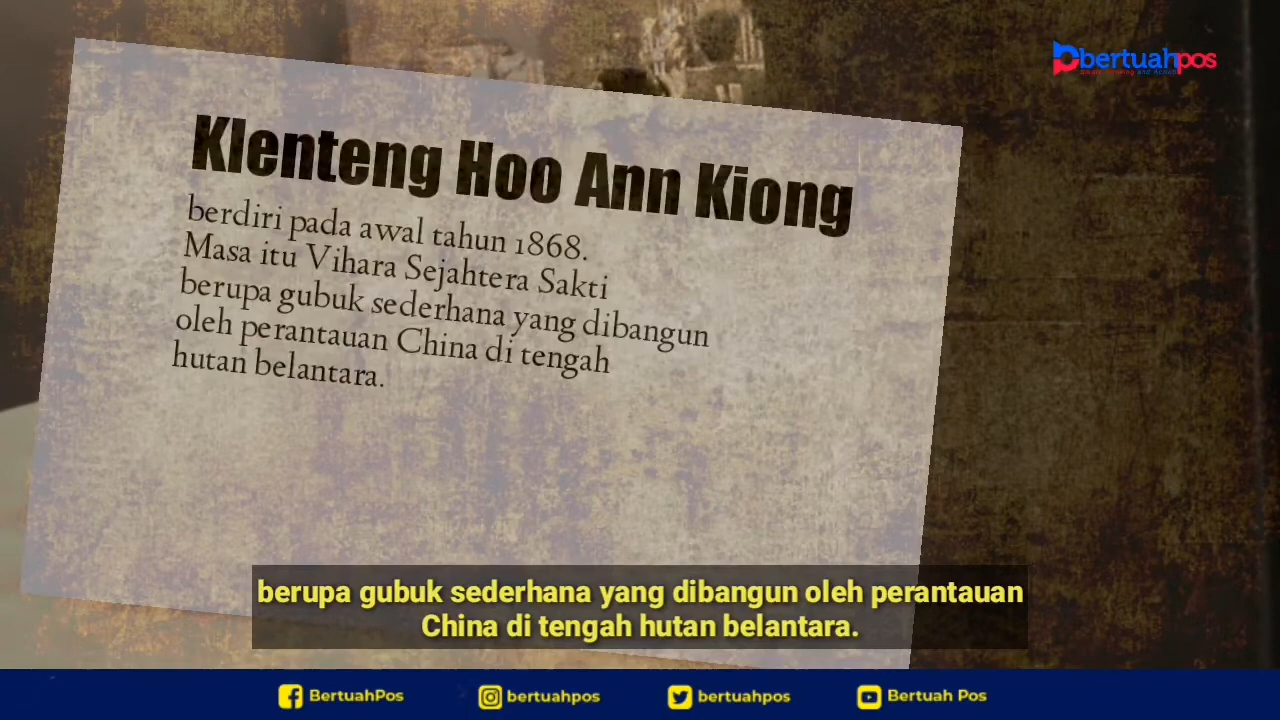 bertuahpos
Klenteng Hoo Ann Kiong
berdiri pada awal tahun 1868.
Masa itu Vihara Sejahtera Sakti
berupa gubuk sederhana yang dibangun
oleh perantauan China di tengah
hutan belantara.
berupa gubuk sederhana yang dibangun oleh perantauan
China di tengah hutan belantara.
BertuahPos bertuahpos bertuahpos Bertuah Pos